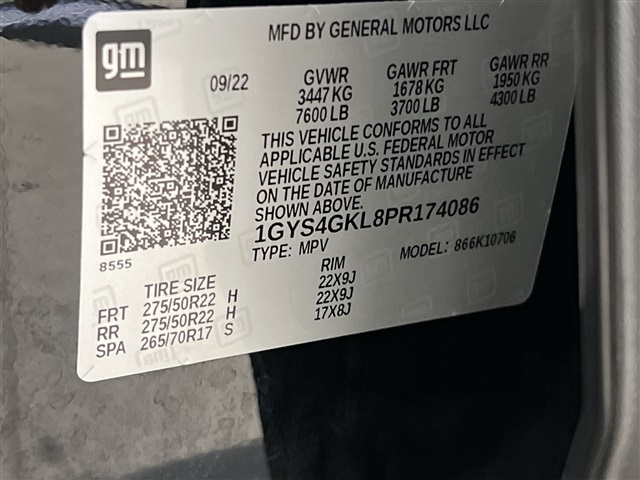 gm
MFD BY GENERAL MOTORS LLC
09/22 GVWR GAWR FRT GAWR RR
3447 KG 1678 KG 1950 KG
7600 LB 3700 LB 4300 LB
THIS VEHICLE CONFORMS TO ALL
APPLICABLE U.S. FEDERAL MOTOR
VEHICLE SAFETY STANDARDS IN EFFECT
ON THE DATE OF MANUFACTURE
SHOWN ABOVE.
1GYS4GKL8PR174086
8555 TYPE: MPV MODEL: 866K10706
TIRE SIZE RIM
FRT 275/50R22 H 22X9J
RR 275/50R22 H 22X9J
SPA 265/70R17 S 17X8J